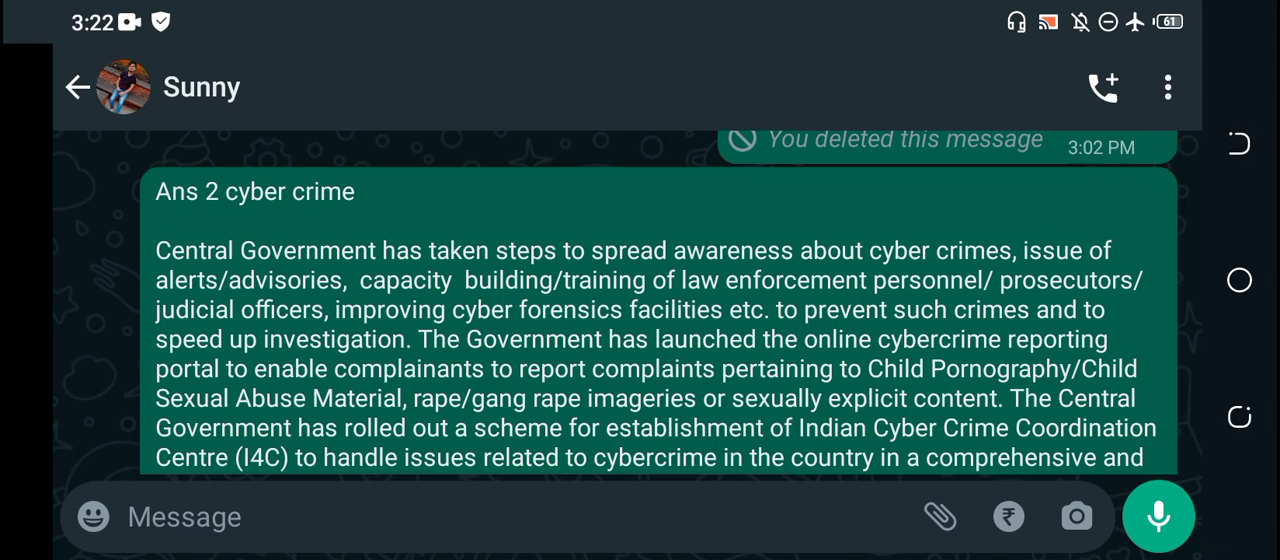 3:22
61
Sunny
You deleted this message 3:02 PM
Ans 2 cyber crime
Central Government has taken steps to spread awareness about cyber crimes, issue of
alerts/advisories,  capacity  building/training of law enforcement personnel/ prosecutors/
judicial officers, improving cyber forensics facilities etc. to prevent such crimes and to
speed up investigation. The Government has launched the online cybercrime reporting
portal to enable complainants to report complaints pertaining to Child Pornography/Child
Sexual Abuse Material, rape/gang rape imageries or sexually explicit content. The Central
Government has rolled out a scheme for establishment of Indian Cyber Crime Coordination
Centre (I4C) to handle issues related to cybercrime in the country in a comprehensive and
Message
₹